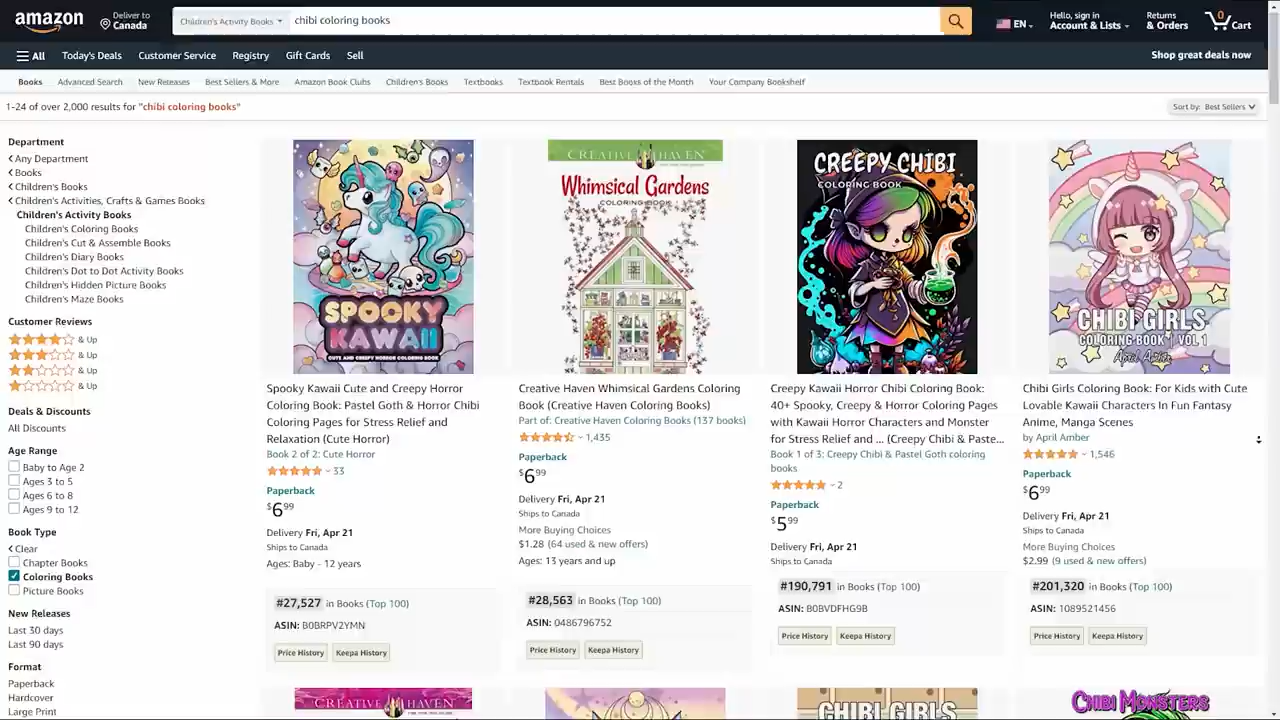 amazon
Deliver to
Canada
Children's Activity Books
chibi coloring books
EN
Hello, sign in
Account & Lists
Returns
& Orders
0
Cart
All
Today's Deals
Customer Service
Registry
Gift Cards
Sell
Shop great deals now
Books
Advanced Search
New Releases
Best Sellers & More
Amazon Book Clubs
Children's Books
Textbooks
Textbook Rentals
Best Books of the Month
Your Company Bookshelf
1-24 of over 2,000 results for "chibi coloring books"
Sort by: Best Sellers
Department
Any Department
Books
Children's Books
Children's Activities, Crafts & Games Books
Children's Activity Books
Children's Coloring Books
Children's Cut & Assemble Books
Children's Diary Books
Children's Dot to Dot Activity Books
Children's Hidden Picture Books
Children's Maze Books
Customer Reviews
& Up
& Up
& Up
& Up
Deals & Discounts
All Discounts
Age Range
Baby to Age 2
Ages 3 to 5
Ages 6 to 8
Ages 9 to 12
Book Type
Clear
Chapter Books
Coloring Books
Picture Books
New Releases
Last 30 days
Last 90 days
Format
Paperback
Hardcover
Large Print
SPOOKY
KAWAII
CUTE AND CREEPY HORROR COLORING BOOK
Spooky Kawaii Cute and Creepy Horror
Coloring Book: Pastel Goth & Horror Chibi
Coloring Pages for Stress Relief and
Relaxation (Cute Horror)
Book 2 of 2: Cute Horror
33
Paperback
$6.99
Delivery Fri, Apr 21
Ships to Canada
Ages: Baby - 12 years
#27,527 in Books (Top 100)
ASIN: B0BRPV2YMN
Price History
Keepa History
CREATIVE HAVEN
Whimsical Gardens
COLORING BOOK
Creative Haven Whimsical Gardens Coloring
Book (Creative Haven Coloring Books)
Part of: Creative Haven Coloring Books (137 books)
1,435
Paperback
$6.99
Delivery Fri, Apr 21
Ships to Canada
More Buying Choices
$1.28 (64 used & new offers)
Ages: 13 years and up
#28,563 in Books (Top 100)
ASIN: 0486796752
Price History
Keepa History
CREEPY CHIBI
COLORING BOOK
Creepy Kawaii Horror Chibi Coloring Book:
40+ Spooky, Creepy & Horror Coloring Pages
with Kawaii Horror Characters and Monster
for Stress Relief and ... (Creepy Chibi & Paste...
Book 1 of 3: Creepy Chibi & Pastel Goth coloring
books
2
Paperback
$5.99
Delivery Fri, Apr 21
Ships to Canada
#190,791 in Books (Top 100)
ASIN: B0BVDFHG9B
Price History
Keepa History
CHIBI GIRLS
COLORING BOOK | VOL 1
April Amber
Chibi Girls Coloring Book: For Kids with Cute
Lovable Kawaii Characters In Fun Fantasy
Anime, Manga Scenes
by April Amber
1,546
Paperback
$6.99
Delivery Fri, Apr 21
Ships to Canada
More Buying Choices
$2.99 (9 used & new offers)
#201,320 in Books (Top 100)
ASIN: 1089521456
Price History
Keepa History
CREATIVE HAVEN
CHIBI GIRLS
CHIBI MONSTERS